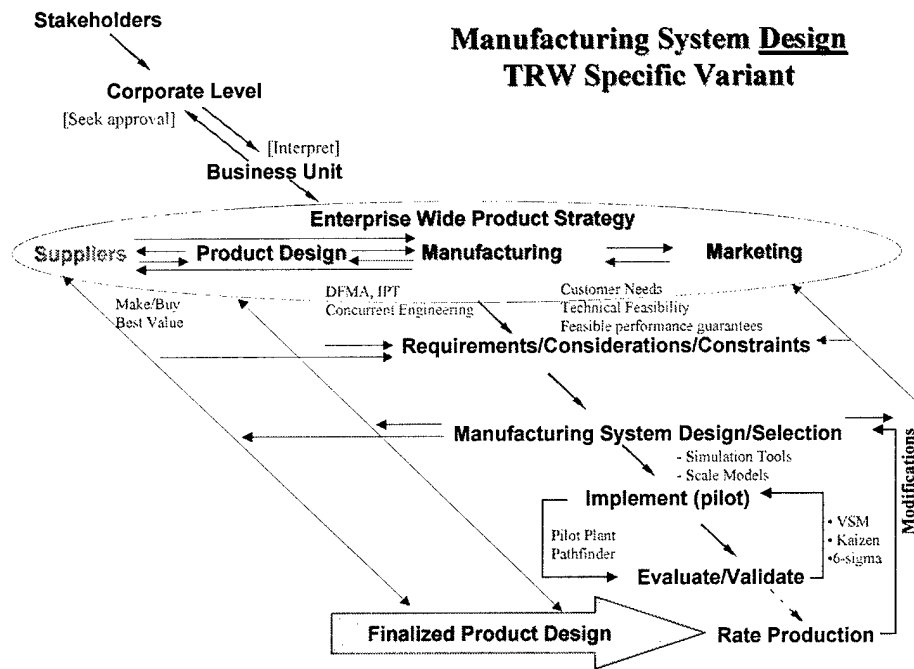 Stakeholders
Manufacturing System Design
TRW Specific Variant
Corporate Level
[Seek approval]
[Interpret]
Business Unit
Enterprise Wide Product Strategy
Suppliers
Product Design
Manufacturing
Marketing
Make/Buy
Best Value
DFMA, IPT
Concurrent Engineering
Customer Needs
Technical Feasibility
Feasible performance guarantees
Requirements/Considerations/Constraints
Manufacturing System Design/Selection
- Simulation Tools
- Scale Models
Modifications
Implement (pilot)
Pilot Plant
Pathfinder
• VSM
• Kaizen
•6-sigma
Evaluate/Validate
Finalized Product Design
Rate Production